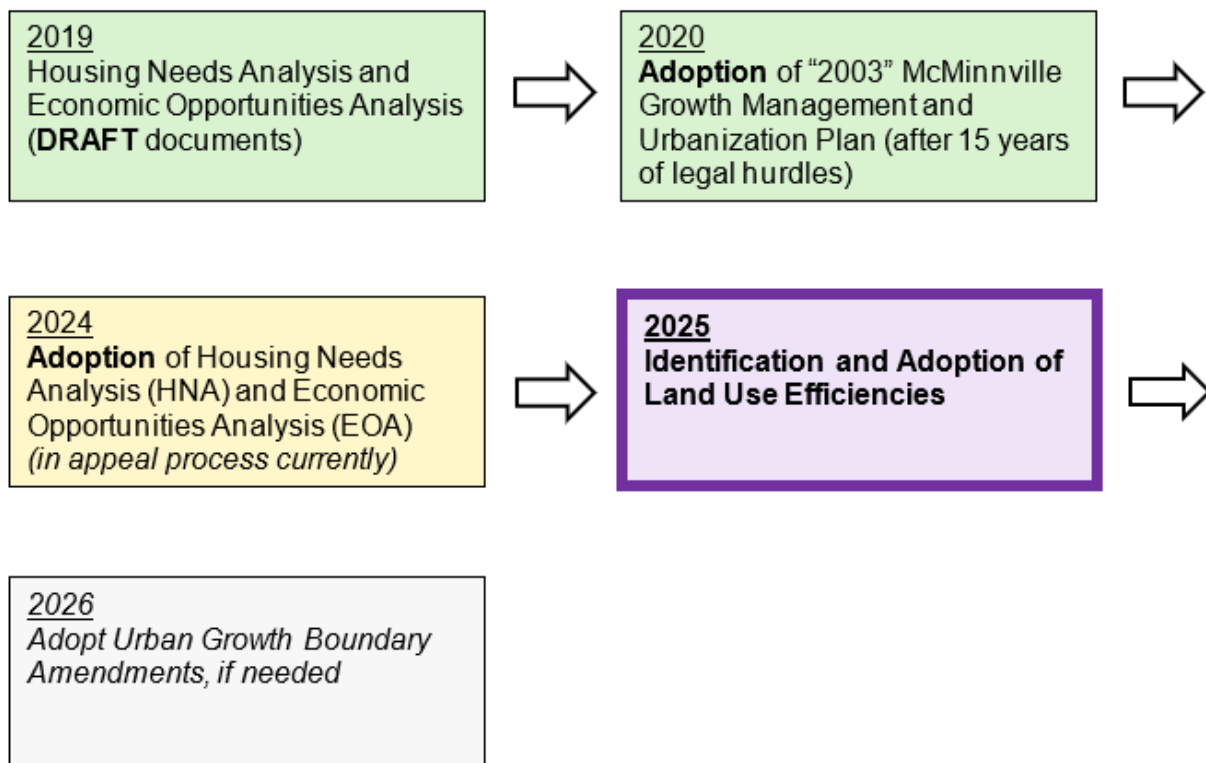 2019
Housing Needs Analysis and
Economic Opportunities Analysis
(DRAFT documents)
2020
Adoption of “2003” McMinnville
Growth Management and
Urbanization Plan (after 15 years
of legal hurdles)
2024
Adoption of Housing Needs
Analysis (HNA) and Economic
Opportunities Analysis (EOA)
(in appeal process currently)
2025
Identification and Adoption of
Land Use Efficiencies
2026
Adopt Urban Growth Boundary
Amendments, if needed